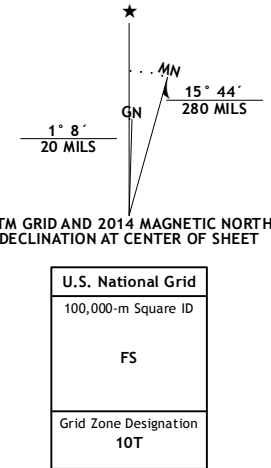 ★
MN
GN
15° 44´
280 MILS
1° 8´
20 MILS
TM GRID AND 2014 MAGNETIC NORTH
DECLINATION AT CENTER OF SHEET
U.S. National Grid
100,000-m Square ID
FS
Grid Zone Designation
10T